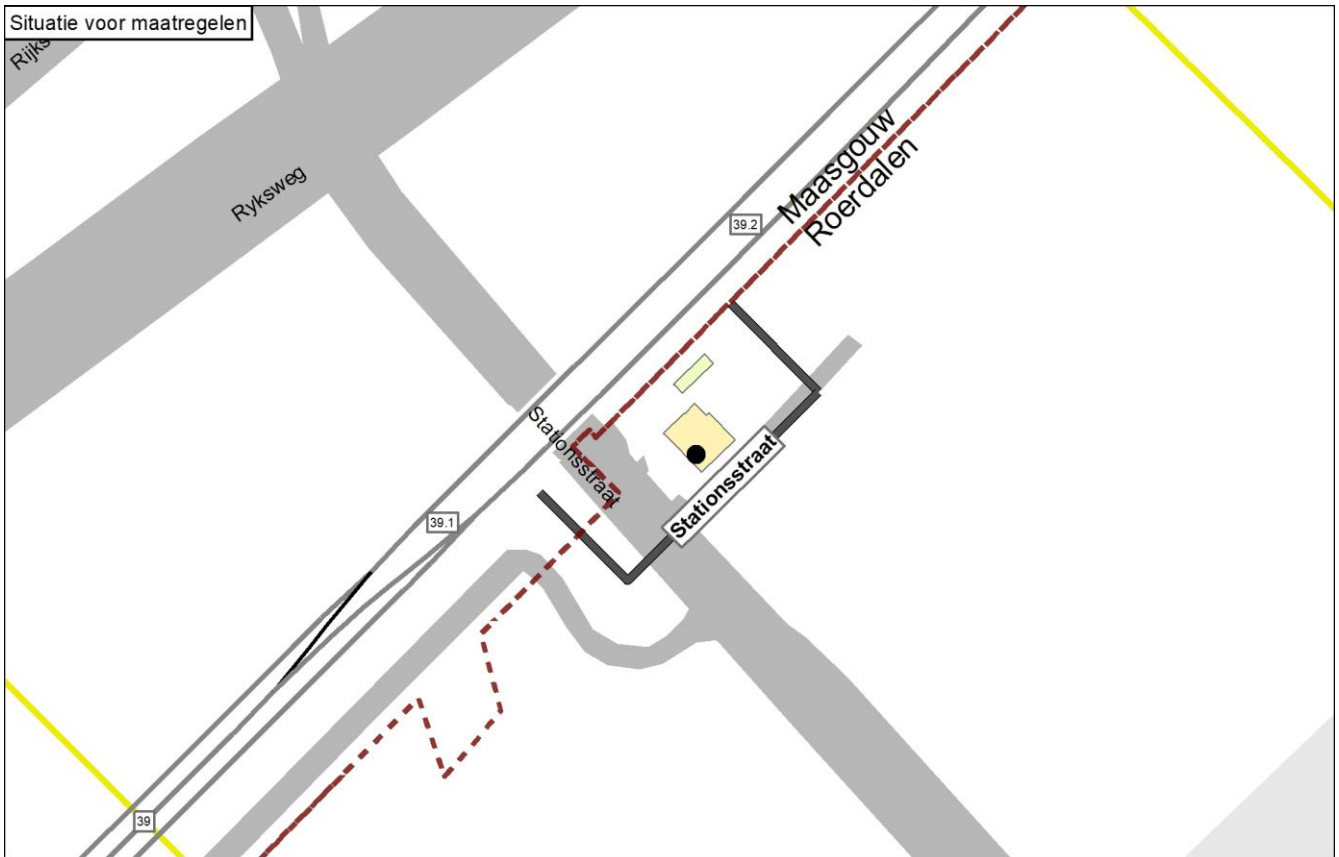 Situatie voor maatregelen
Rijks
Ryksweg
Maasgouw
Roerdalen
39.2
Stationsstraat
Stationsstraat
39.1
39